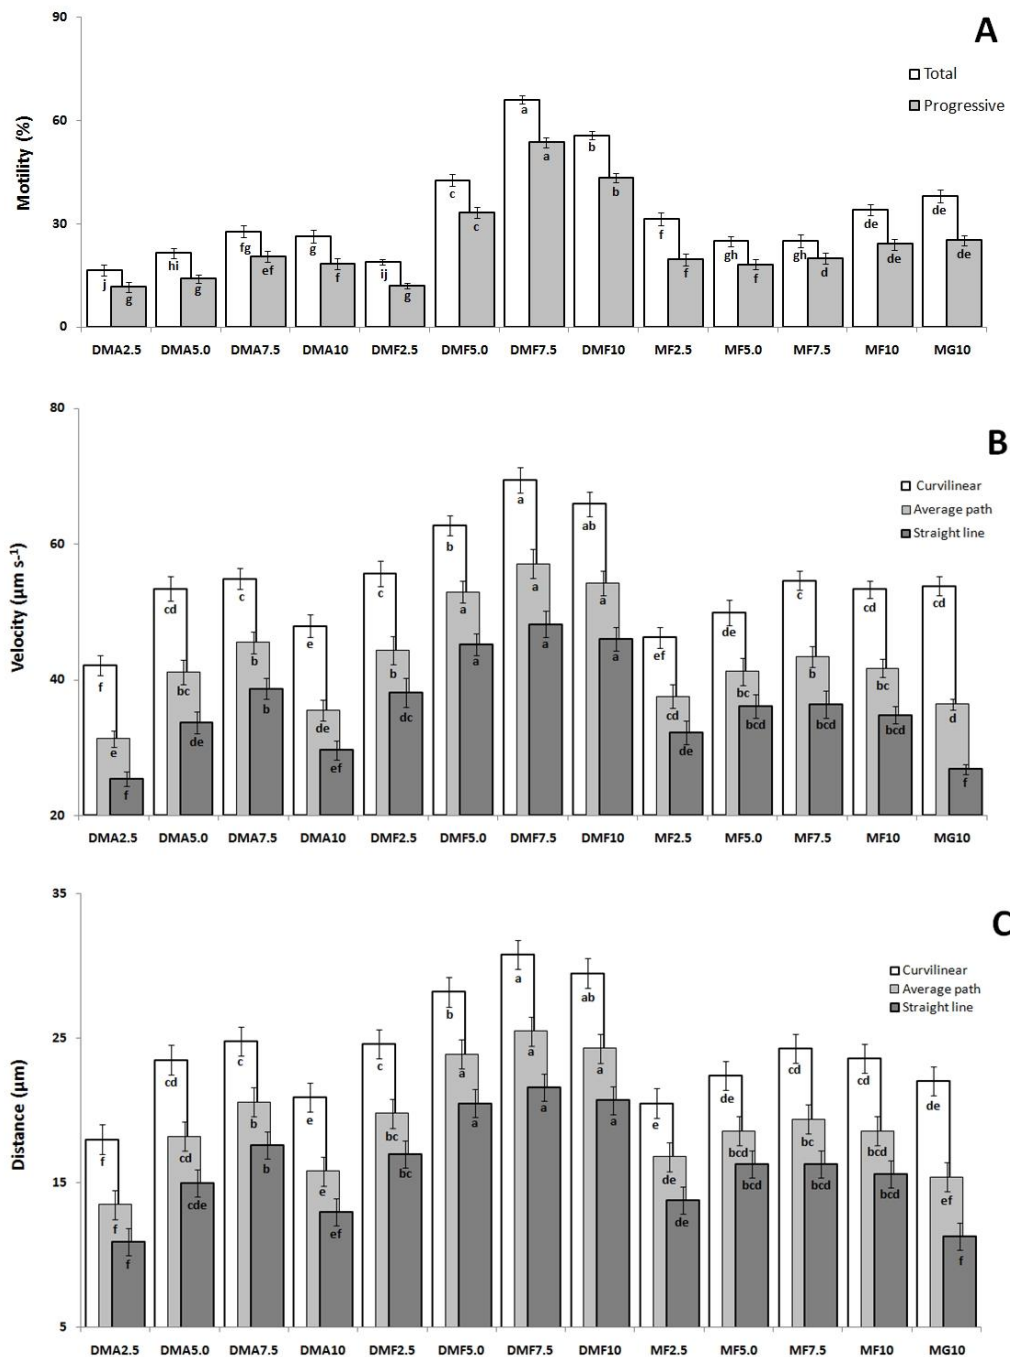 90
A
Total
Progressive
60
Motility (%)
30
0
a
a
b
b
c
c
j
g
hi
g
fg
ef
g
f
ij
g
f
f
gh
f
gh
d
de
de
de
de
DMA2.5 DMA5.0 DMA7.5 DMA10 DMF2.5 DMF5.0 DMF7.5 DMF10 MF2.5 MF5.0 MF7.5 MF10 MG10
80
B
Curvilinear
Average path
Straight line
60
Velocity (µm s-1)
40
20
f
e
f
cd
bc
de
c
b
b
e
de
ef
c
b
dc
b
a
a
a
a
a
ab
a
a
ef
cd
de
de
bc
bcd
c
b
bcd
cd
bc
bcd
cd
d
f
DMA2.5 DMA5.0 DMA7.5 DMA10 DMF2.5 DMF5.0 DMF7.5 DMF10 MF2.5 MF5.0 MF7.5 MF10 MG10
35
C
Curvilinear
Average path
Straight line
25
Distance (µm)
15
5
f
f
f
cd
cd
cde
c
b
b
e
e
ef
c
bc
bc
b
a
a
a
a
a
ab
a
a
e
de
de
de
bcd
bcd
cd
bc
bcd
cd
bcd
bcd
de
ef
f
DMA2.5 DMA5.0 DMA7.5 DMA10 DMF2.5 DMF5.0 DMF7.5 DMF10 MF2.5 MF5.0 MF7.5 MF10 MG10